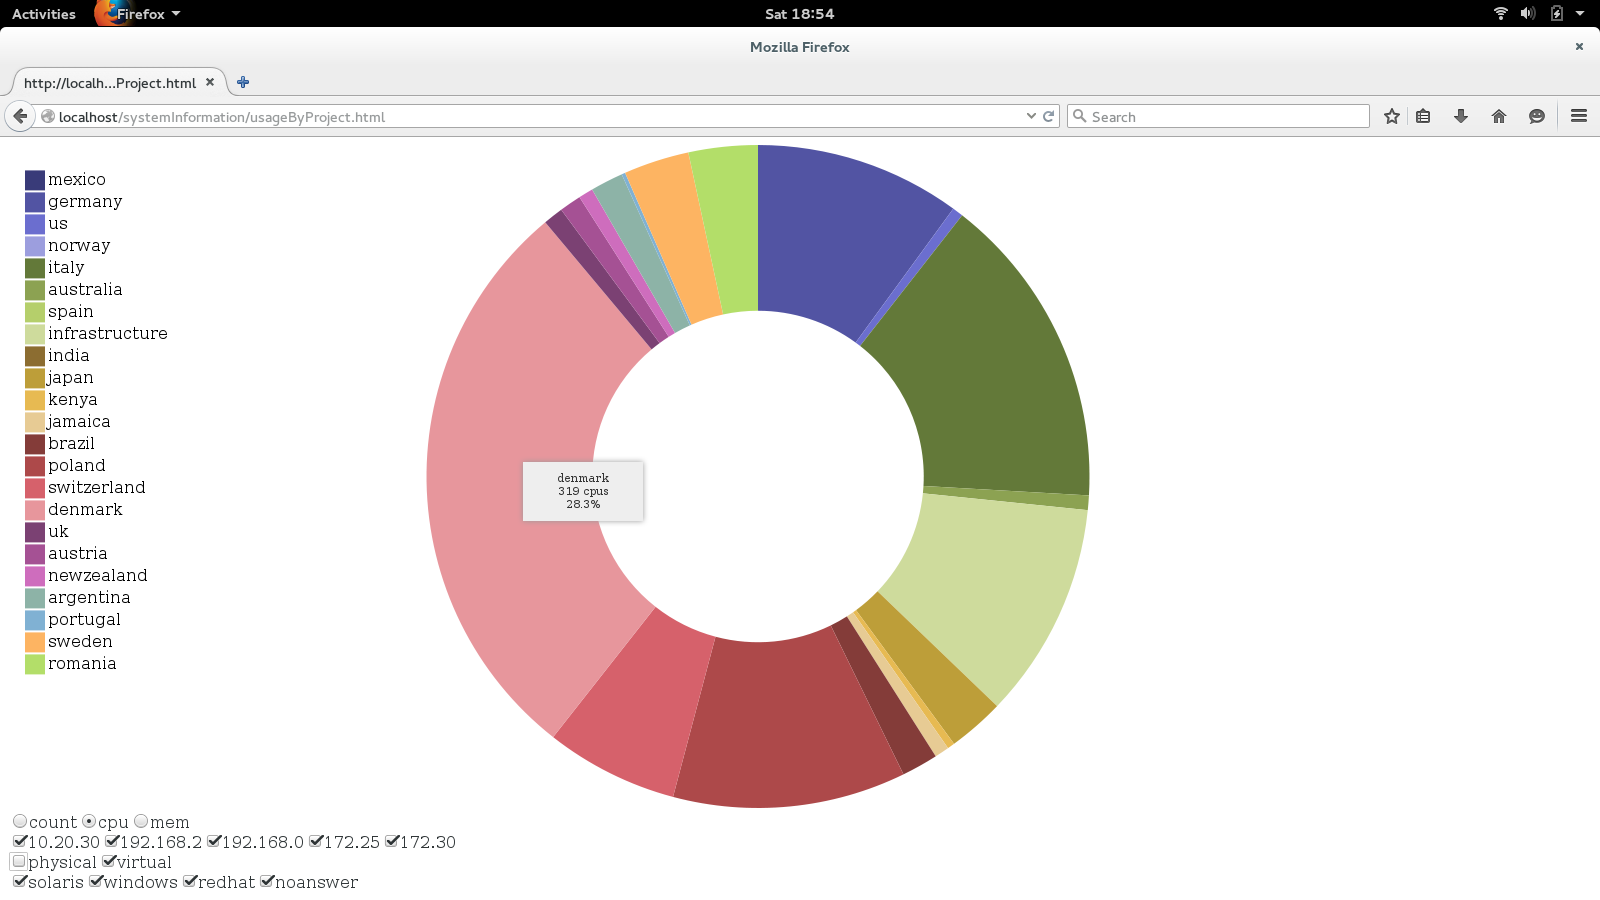 Activities Firefox Sat 18:54
Mozilla Firefox
http://localh...Project.html
localhost/systemInformation/usageByProject.html Search
mexico
germany
us
norway
italy
australia
spain
infrastructure
india
japan
kenya
jamaica
brazil
poland
switzerland
denmark
uk
austria
newzealand
argentina
portugal
sweden
romania
denmark
319 cpus
28.3%
count cpu mem
10.20.30 192.168.2 192.168.0 172.25 172.30
physical virtual
solaris windows redhat noanswer